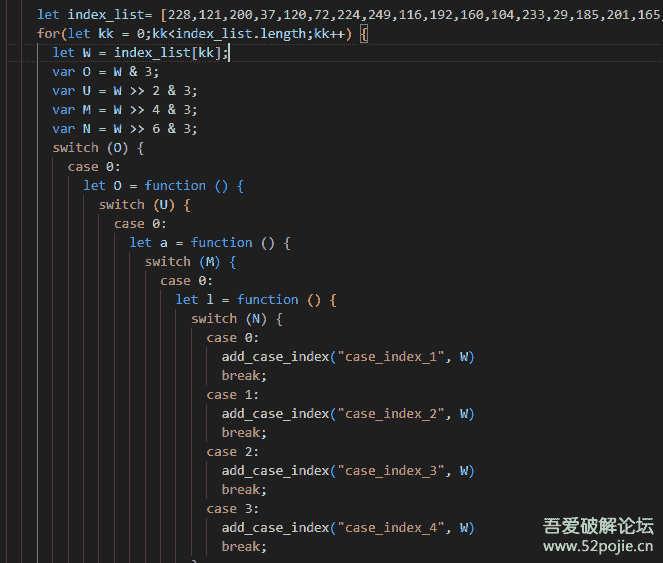 let index_list= [228,121,200,37,120,72,224,249,116,192,160,104,233,29,185,201,165,
for(let kk = 0;kk<index_list.length;kk++) {
let W = index_list[kk];
var O = W & 3;
var U = W >> 2 & 3;
var M = W >> 4 & 3;
var N = W >> 6 & 3;
switch (O) {
case 0:
let O = function () {
switch (U) {
case 0:
let a = function () {
switch (M) {
case 0:
let l = function () {
switch (N) {
case 0:
add_case_index("case_index_1", W)
break;
case 1:
add_case_index("case_index_2", W)
break;
case 2:
add_case_index("case_index_3", W)
break;
case 3:
add_case_index("case_index_4", W)
break;
吾爱破解论坛
www.52pojie.cn